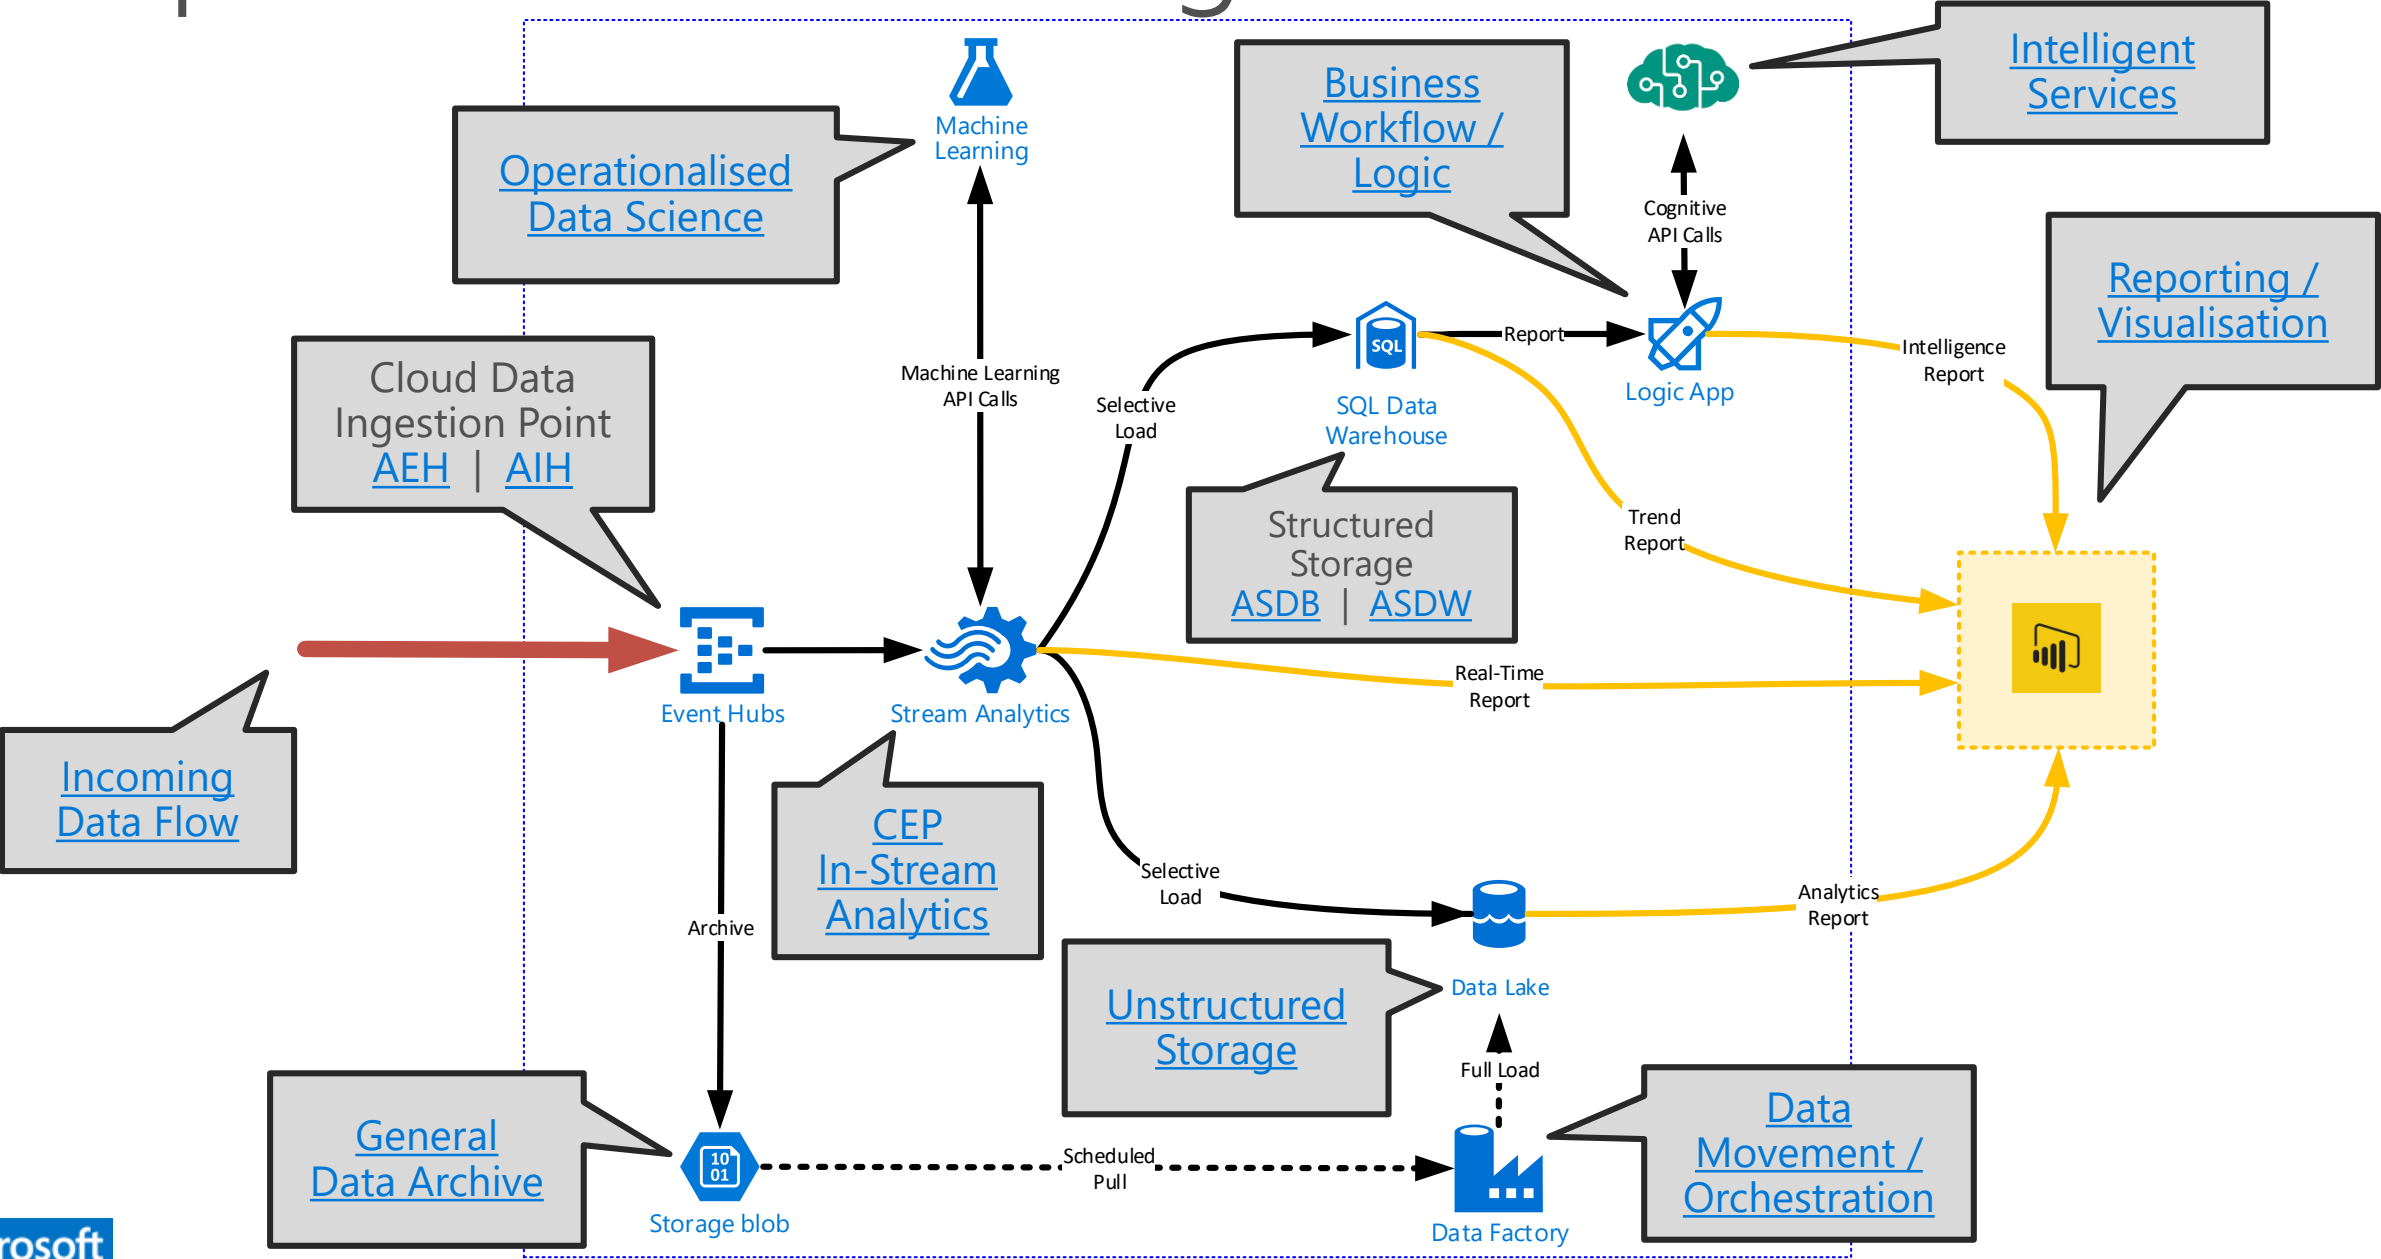 Machine
Learning
Operationalised
Data Science
Business
Workflow /
Logic
Intelligent
Services
Cognitive
API Calls
Reporting /
Visualisation
Cloud Data
Ingestion Point
AEH | AIH
Machine Learning
API Calls
Selective
Load
SQL
SQL Data
Warehouse
Report
Logic App
Intelligence
Report
Structured
Storage
ASDB | ASDW
Trend
Report
Event Hubs
Stream Analytics
Real-Time
Report
Incoming
Data Flow
CEP
In-Stream
Analytics
Selective
Load
Analytics
Report
Archive
Data Lake
Unstructured
Storage
Full Load
General
Data Archive
10
01
Storage blob
Scheduled
Pull
Data Factory
Data
Movement /
Orchestration
rosoft